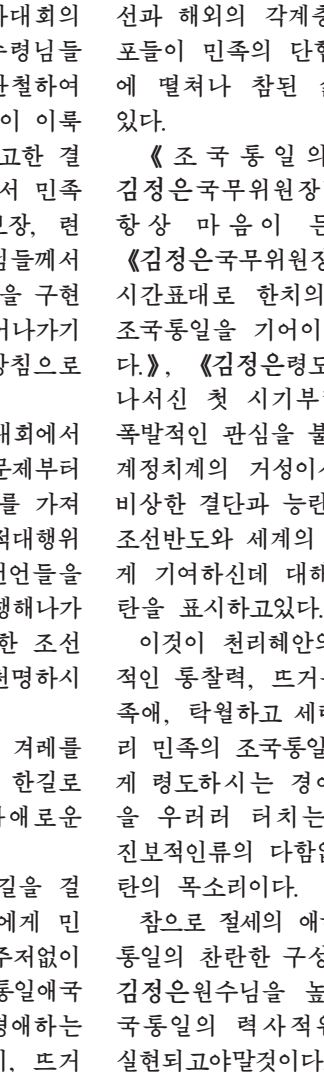 사대회의
수령님들
관철하여
이 이룩
고한 결
서 민족
보장, 련
님들께서
을 구현
어나가기
방침으로
대회에서
문제부터
를 가져
적대행위
선언들을
행해나가
한 조선
천명하시
겨레를
한길로
자애로운
길을 걸
에게 민
주저없이
통일애국
경애하는
뜨거
선과 해외의 각계층
포들이 민족의 단합
에 떨쳐나 참된
있다.
《조국통일의
김정은국무위원장
항상 마음이 든
《김정은국무위원장
시간표대로 한치의
조국통일을 기어이
다.》, 《김정은령도
나서신 첫 시기부
폭발적인 관심을 불
계정치계의 거성이
비상한 결단과 능란
조선반도와 세계의
게 기여하신데 대해
탄을 표시하고있다.
이것이 천리혜안의
적인 통찰력, 뜨거
족애, 탁월하고 세련
리 민족의 조국통일
게 령도하시는 경애
을 우러러 터치는
진보적인류의 다함없
탄의 목소리이다.
참으로 절세의 애국
통일의 찬란한 구성
김정은원수님을 높
국통일의 력사적위
실현되고야말것이다.